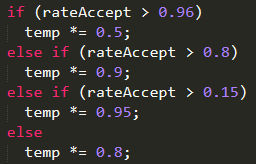 if (rateAccept > 0.96)
  temp *= 0.5;
else if (rateAccept > 0.8)
  temp *= 0.9;
else if (rateAccept > 0.15)
  temp *= 0.95;
else
  temp *= 0.8;